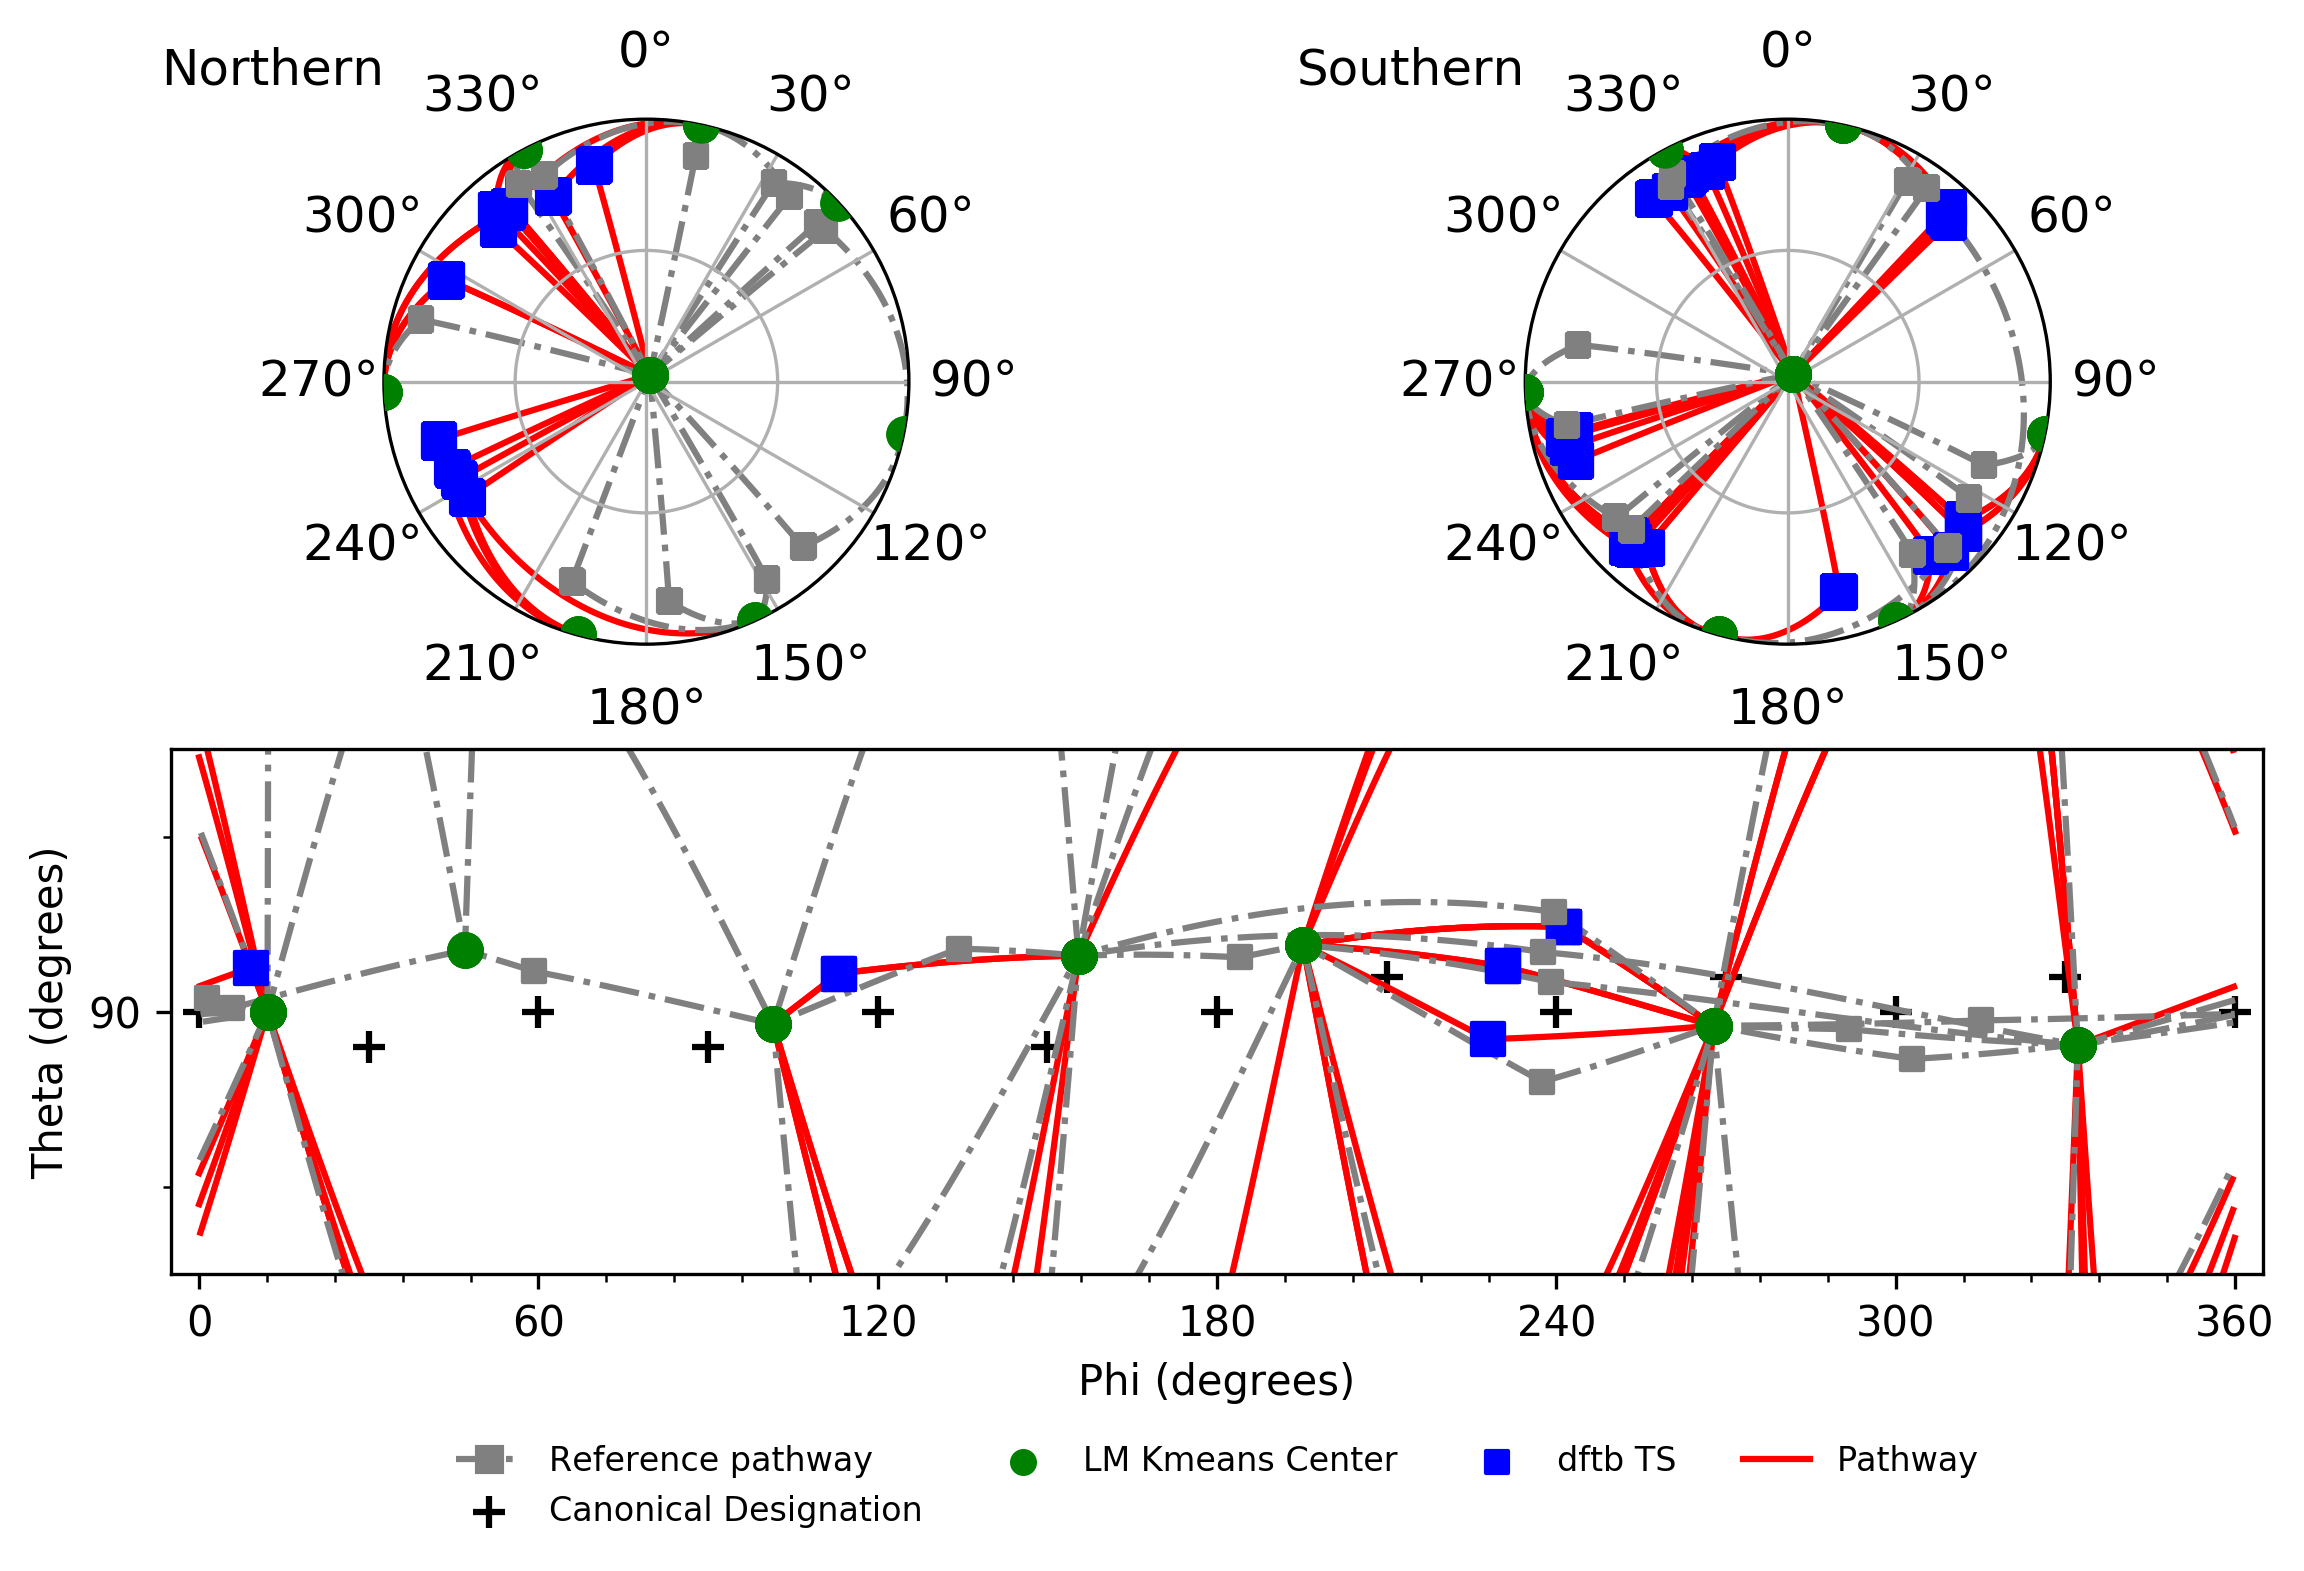 Northern
0°
330°
30°
300°
60°
270°
90°
240°
120°
210°
150°
180°
Southern
0°
330°
30°
300°
60°
270°
90°
240°
120°
210°
150°
180°
Theta (degrees)
90
0 60 120 180 240 300 360
Phi (degrees)
Reference pathway
Canonical Designation
LM Kmeans Center
dftb TS
Pathway